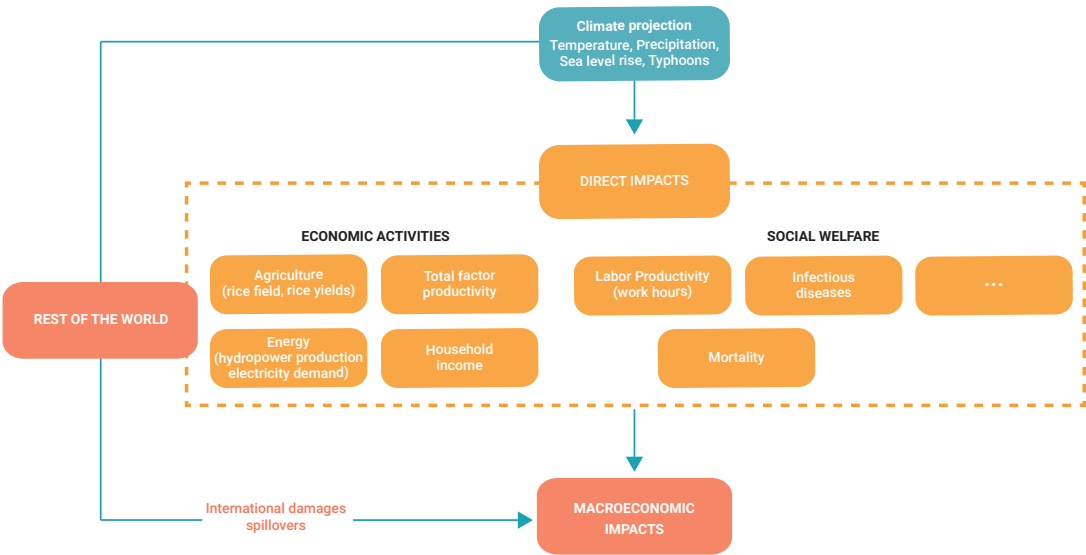 Climate projection
Temperature, Precipitation,
Sea level rise, Typhoons
DIRECT IMPACTS
ECONOMIC ACTIVITIES
SOCIAL WELFARE
Agriculture
(rice field, rice yields)
Total factor
productivity
Labor Productivity
(work hours)
Infectious
diseases
...
REST OF THE WORLD
Energy
(hydropower production
electricity demand)
Household
income
Mortality
International damages
spillovers
MACROECONOMIC
IMPACTS